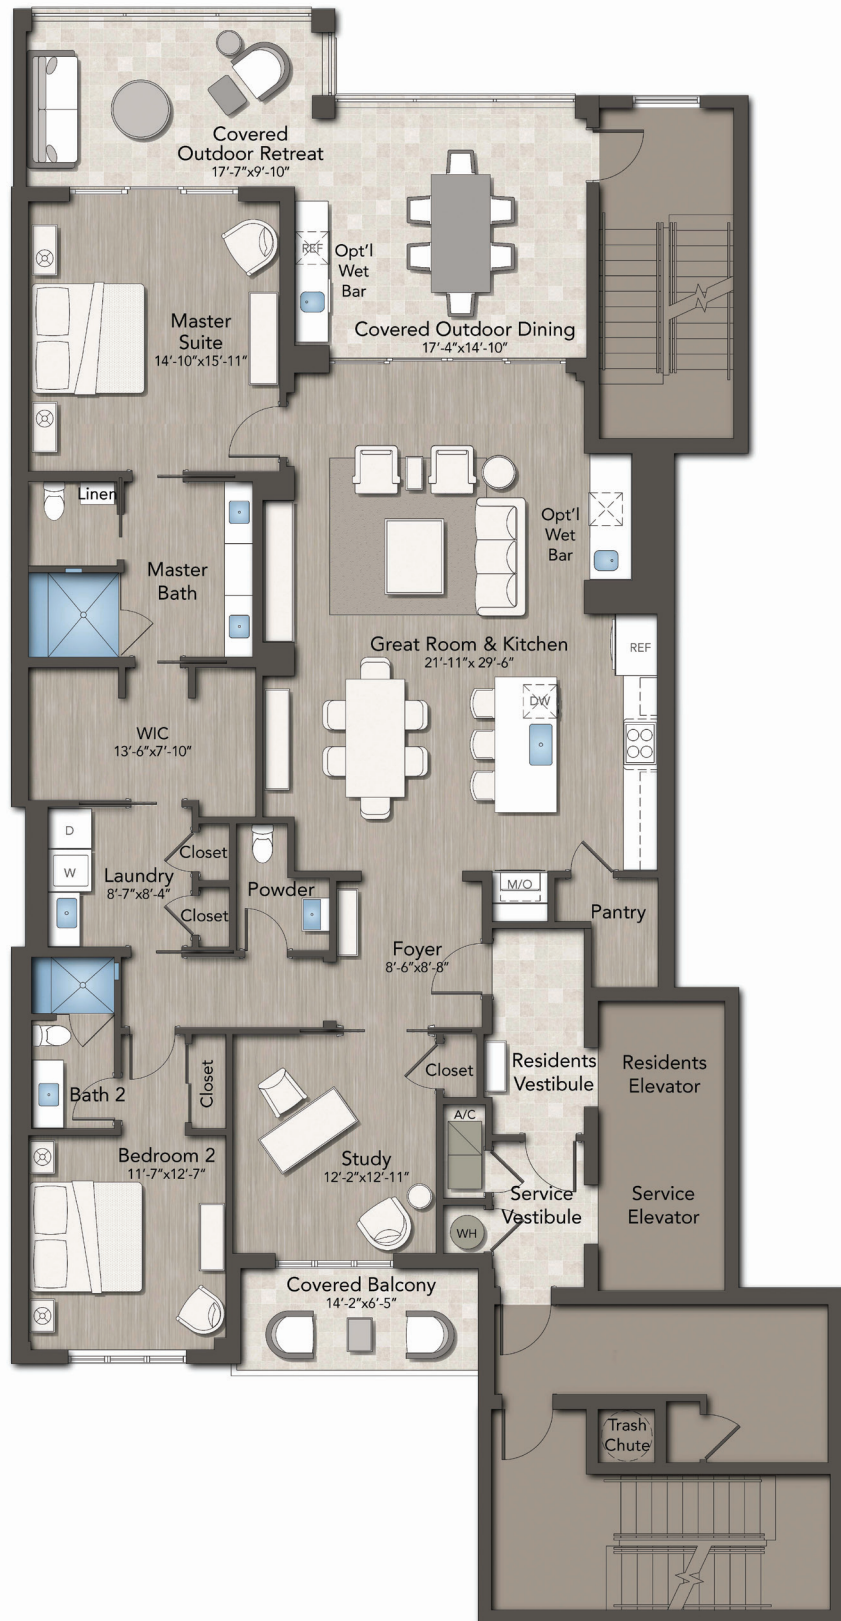 Covered
Outdoor Retreat
17'-7"x9'-10"
REF
Opt'l
Wet
Bar
Covered Outdoor Dining
17'-4"x14'-10"
Master
Suite
14'-10"x15'-11"
Linen
Master
Bath
Opt'l
Wet
Bar
Great Room & Kitchen
21'-11"x 29'-6"
REF
DW
WIC
13'-6"x7'-10"
D
W
Laundry
8'-7"x8'-4"
Closet
Closet
Powder
M/O
Pantry
Foyer
8'-6"x8'-8"
Residents
Vestibule
Residents
Elevator
Closet
Closet
Bath 2
A/C
Bedroom 2
11'-7"x12'-7"
Study
12'-2"x12'-11"
Service
Vestibule
Service
Elevator
WH
Covered Balcony
14'-2"x6'-5"
Trash
Chute